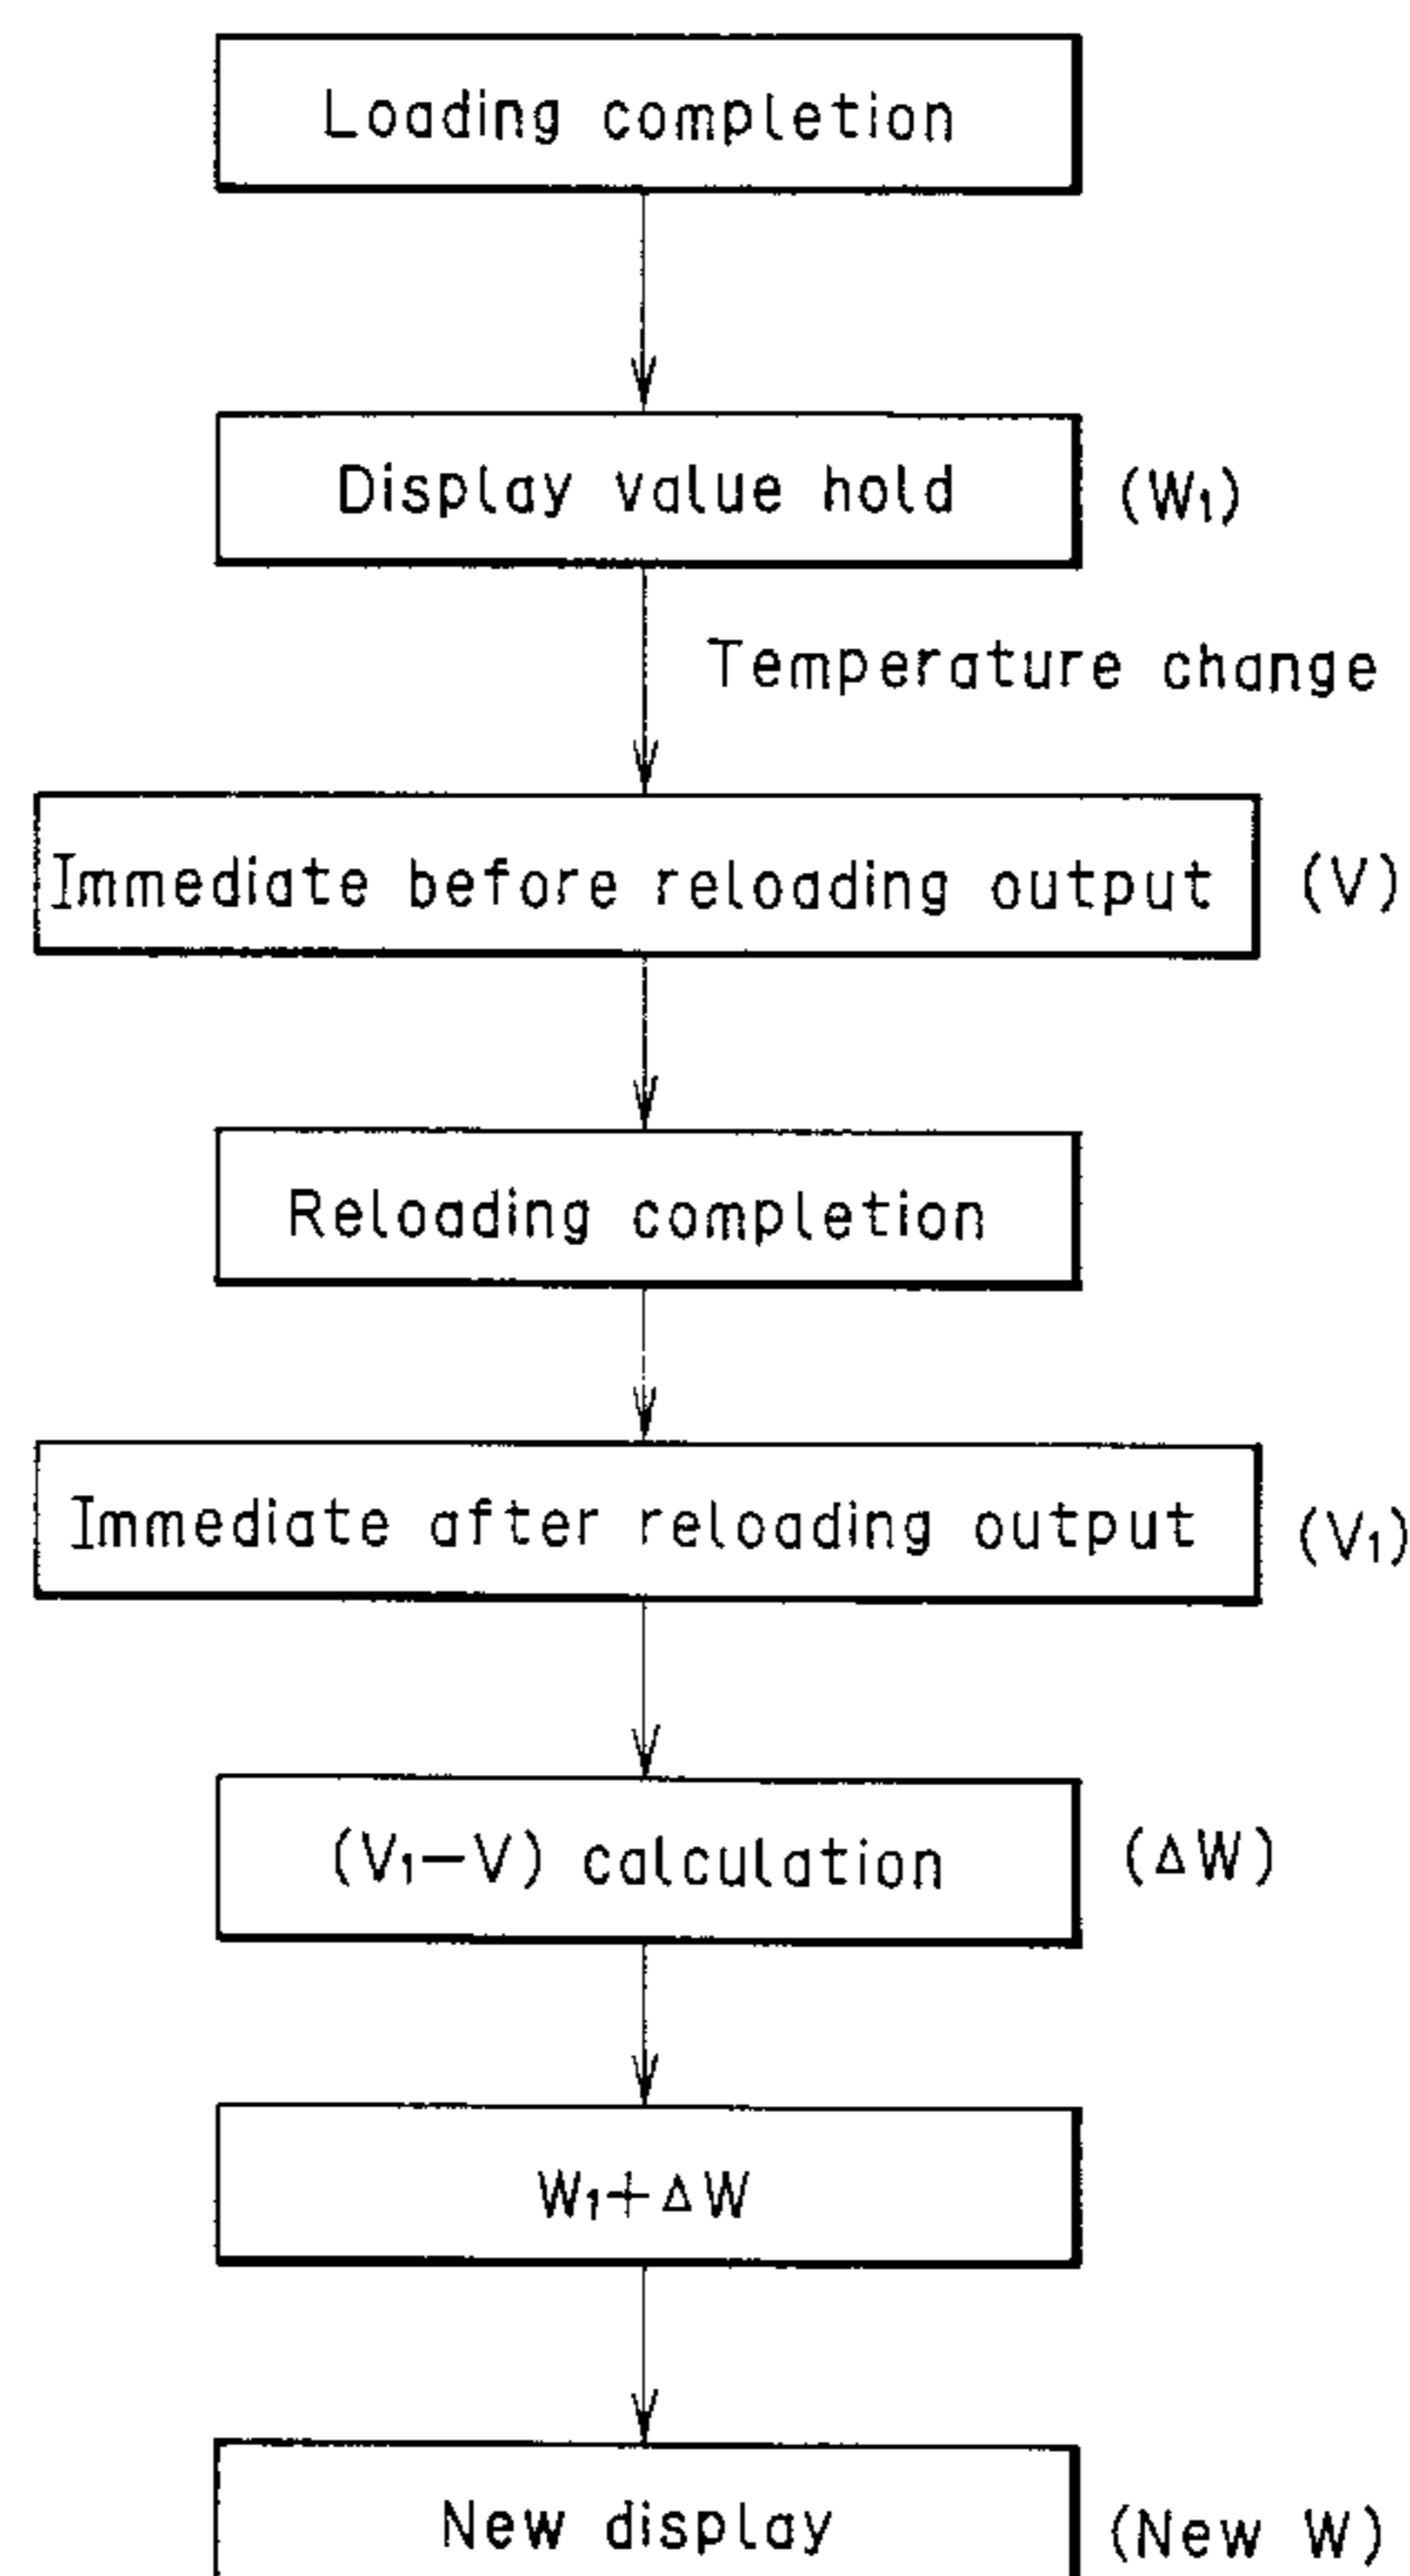 Loading completion
Display value hold (W₁)
Temperature change
Immediate before reloading output (V)
Reloading completion
Immediate after reloading output (V₁)
(V₁−V) calculation (ΔW)
W₁+ΔW
New display (New W)